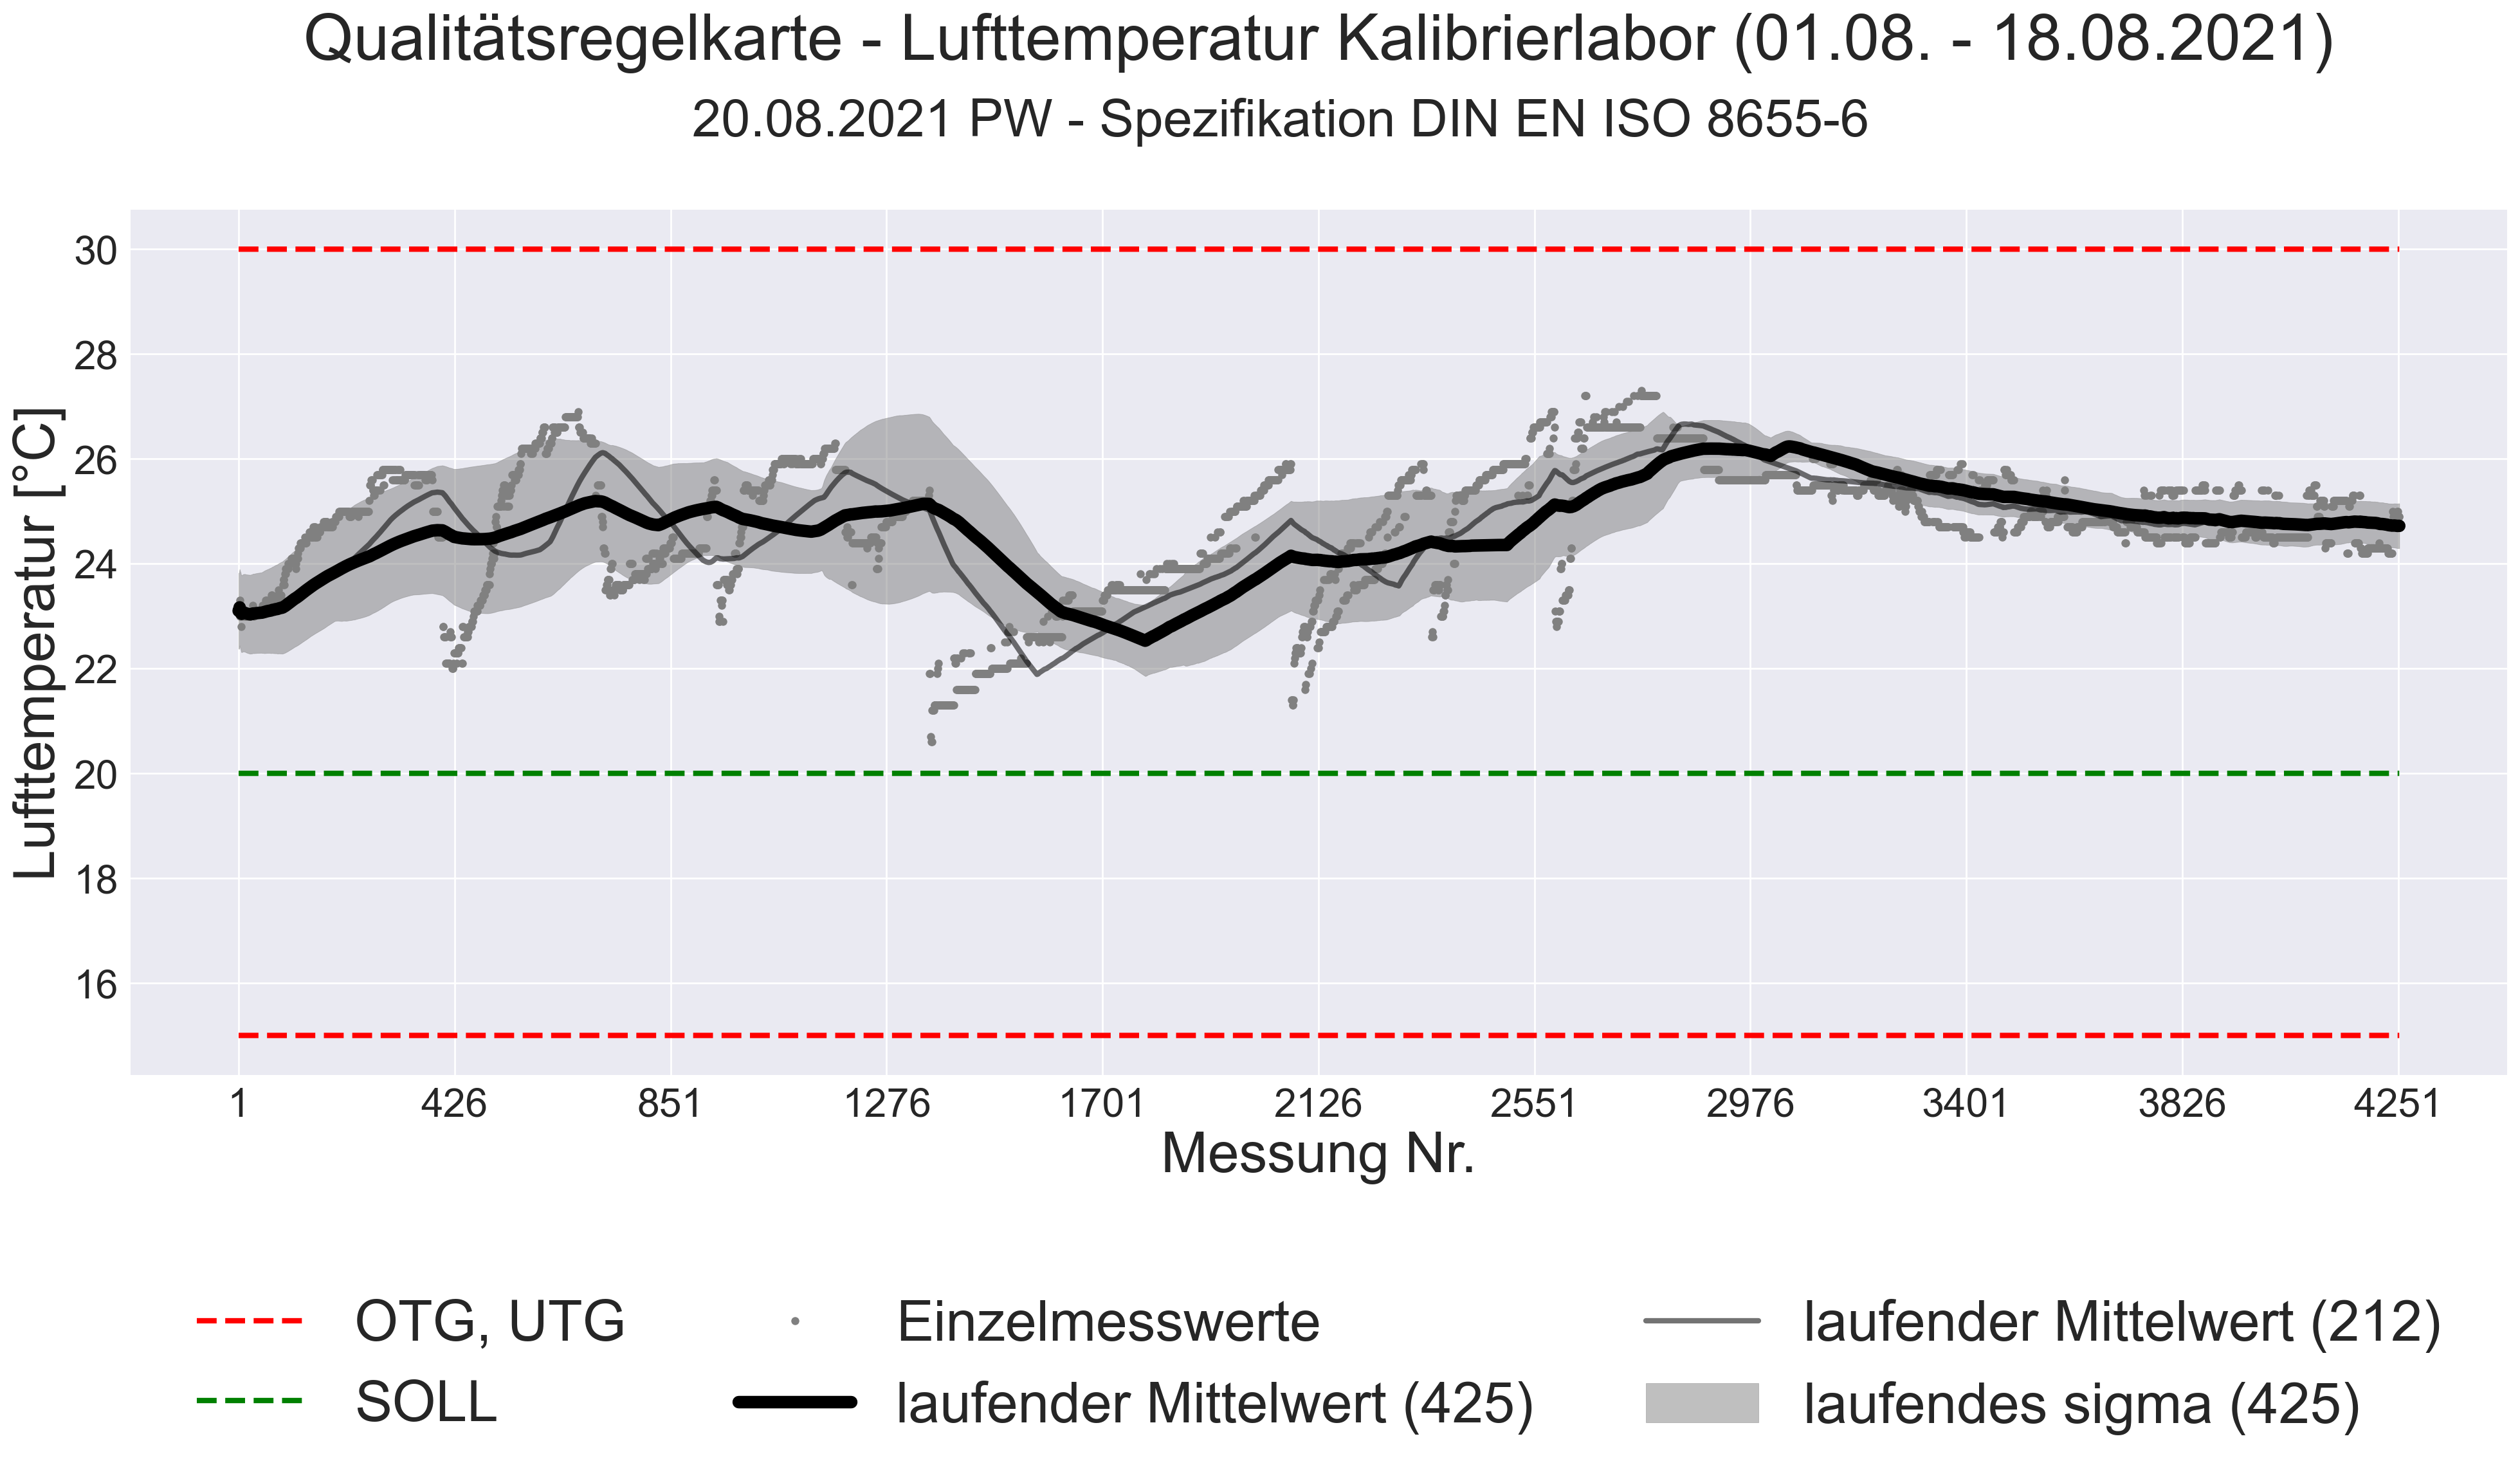 Qualitätsregelkarte - Lufttemperatur Kalibrierlabor (01.08. - 18.08.2021)
20.08.2021 PW - Spezifikation DIN EN ISO 8655-6
Lufttemperatur [°C]
30
28
26
24
22
20
18
16
1 426 851 1276 1701 2126 2551 2976 3401 3826 4251
Messung Nr.
OTG, UTG
SOLL
Einzelmesswerte
laufender Mittelwert (425)
laufender Mittelwert (212)
laufendes sigma (425)